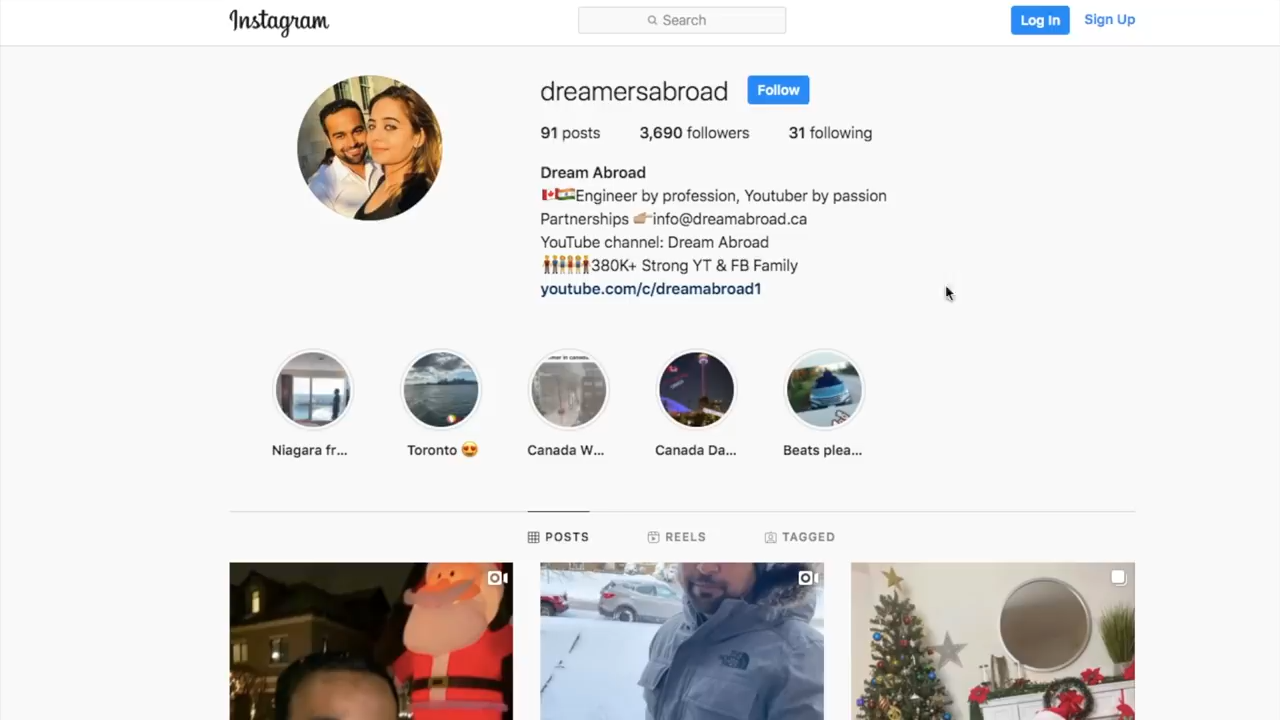 Instagram
Search
Log In
Sign Up
dreamersabroad
Follow
91 posts
3,690 followers
31 following
Dream Abroad
🇨🇦🇮🇳Engineer by profession, Youtuber by passion
Partnerships 👉🏼info@dreamabroad.ca
YouTube channel: Dream Abroad
380K+ Strong YT & FB Family
youtube.com/c/dreamabroad1
Niagara fr...
Toronto 😍
Canada W...
Canada Da...
Beats plea...
POSTS
REELS
TAGGED